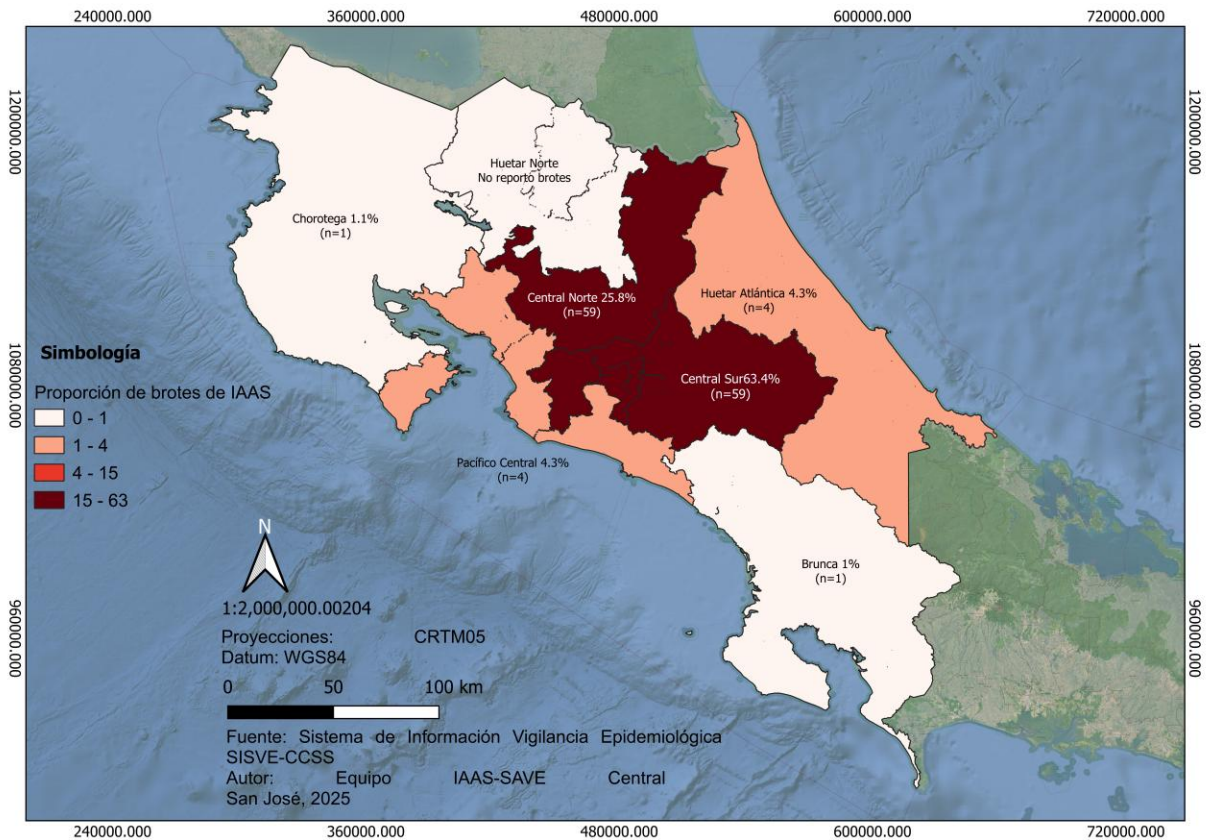 240000.000 360000.000 480000.000 600000.000 720000.000
1200000.000 1200000.000
Huetar Norte
No reporto brotes
Chorotega 1.1%
(n=1)
Central Norte 25.8%
(n=59)
Huetar Atlántica 4.3%
(n=4)
1080000.000 1080000.000
Central Sur63.4%
(n=59)
Pacífico Central 4.3%
(n=4)
Brunca 1%
(n=1)
960000.000 960000.000
Simbología
Proporción de brotes de IAAS
0 - 1
1 - 4
4 - 15
15 - 63
N
1:2,000,000.00204
Proyecciones: CRTM05
Datum: WGS84
0 50 100 km
Fuente: Sistema de Información Vigilancia Epidemiológica
SISVE-CCSS
Autor: Equipo IAAS-SAVE Central
San José, 2025
240000.000 360000.000 480000.000 600000.000 720000.000